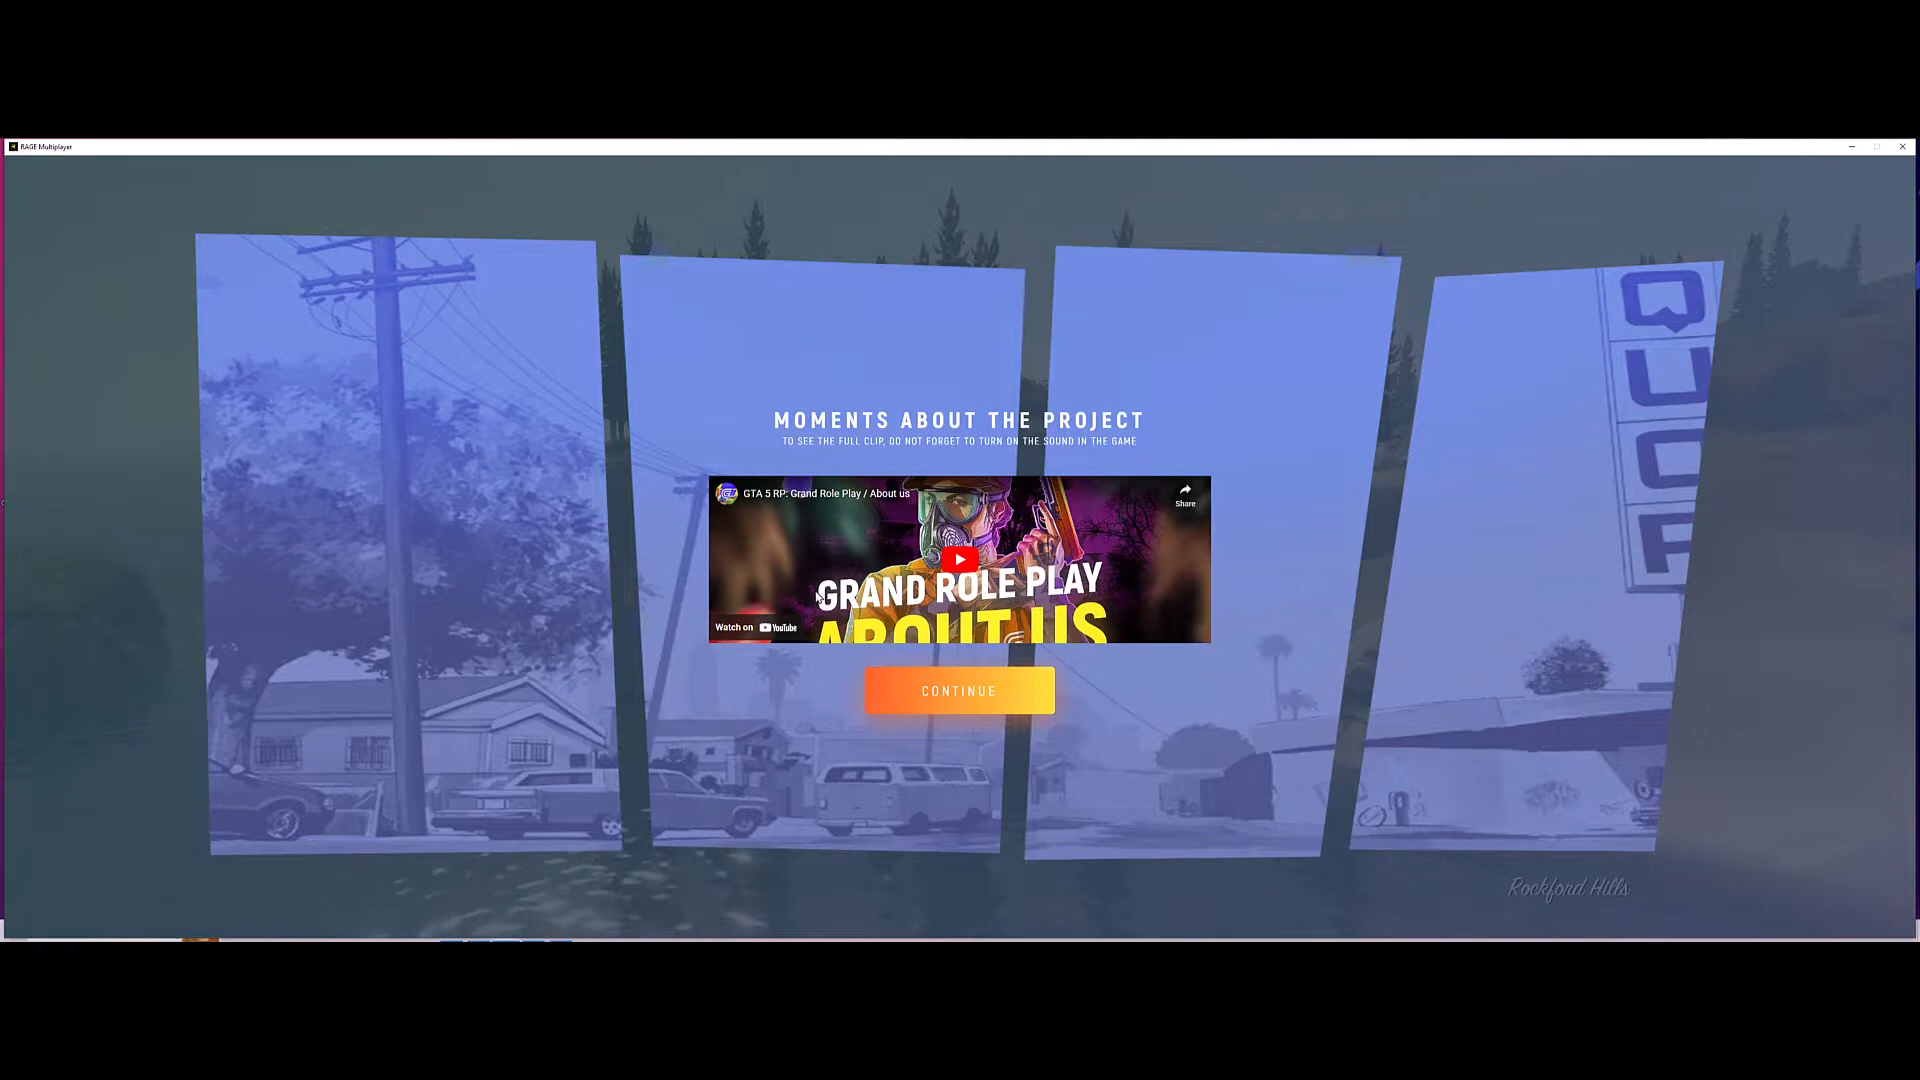 RAGE Multiplayer
MOMENTS ABOUT THE PROJECT
TO SEE THE FULL CLIP, DO NOT FORGET TO TURN ON THE SOUND IN THE GAME
GTA 5 RP: Grand Role Play / About us
Share
GRAND ROLE PLAY
ABOUT US
Watch on YouTube
CONTINUE
Rockford Hills